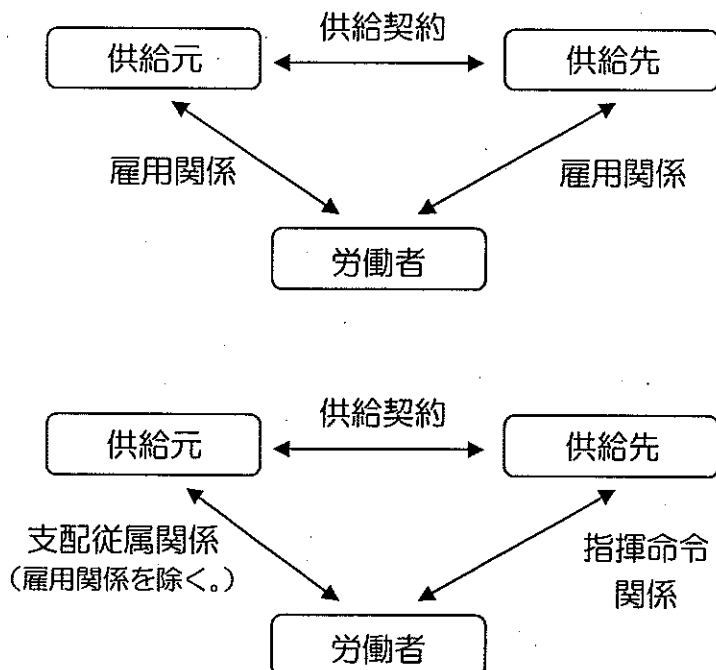 供給契約
供給元
供給先
雇用関係
雇用関係
労働者
供給契約
供給元
供給先
支配従属関係
（雇用関係を除く。）
指揮命令
関係
労働者